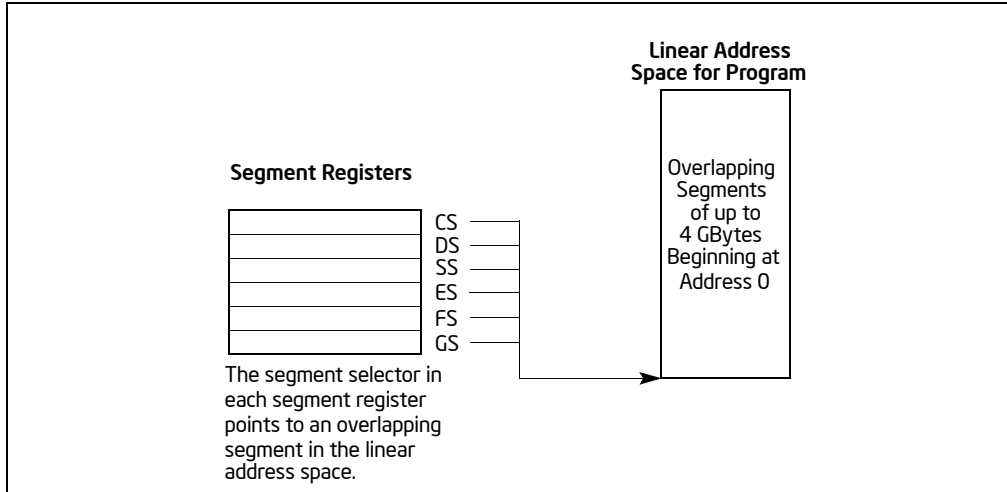 Linear Address
Space for Program
Overlapping
Segments
of up to
4 GBytes
Beginning at
Address 0
Segment Registers
CS
DS
SS
ES
FS
GS
The segment selector in
each segment register
points to an overlapping
segment in the linear
address space.